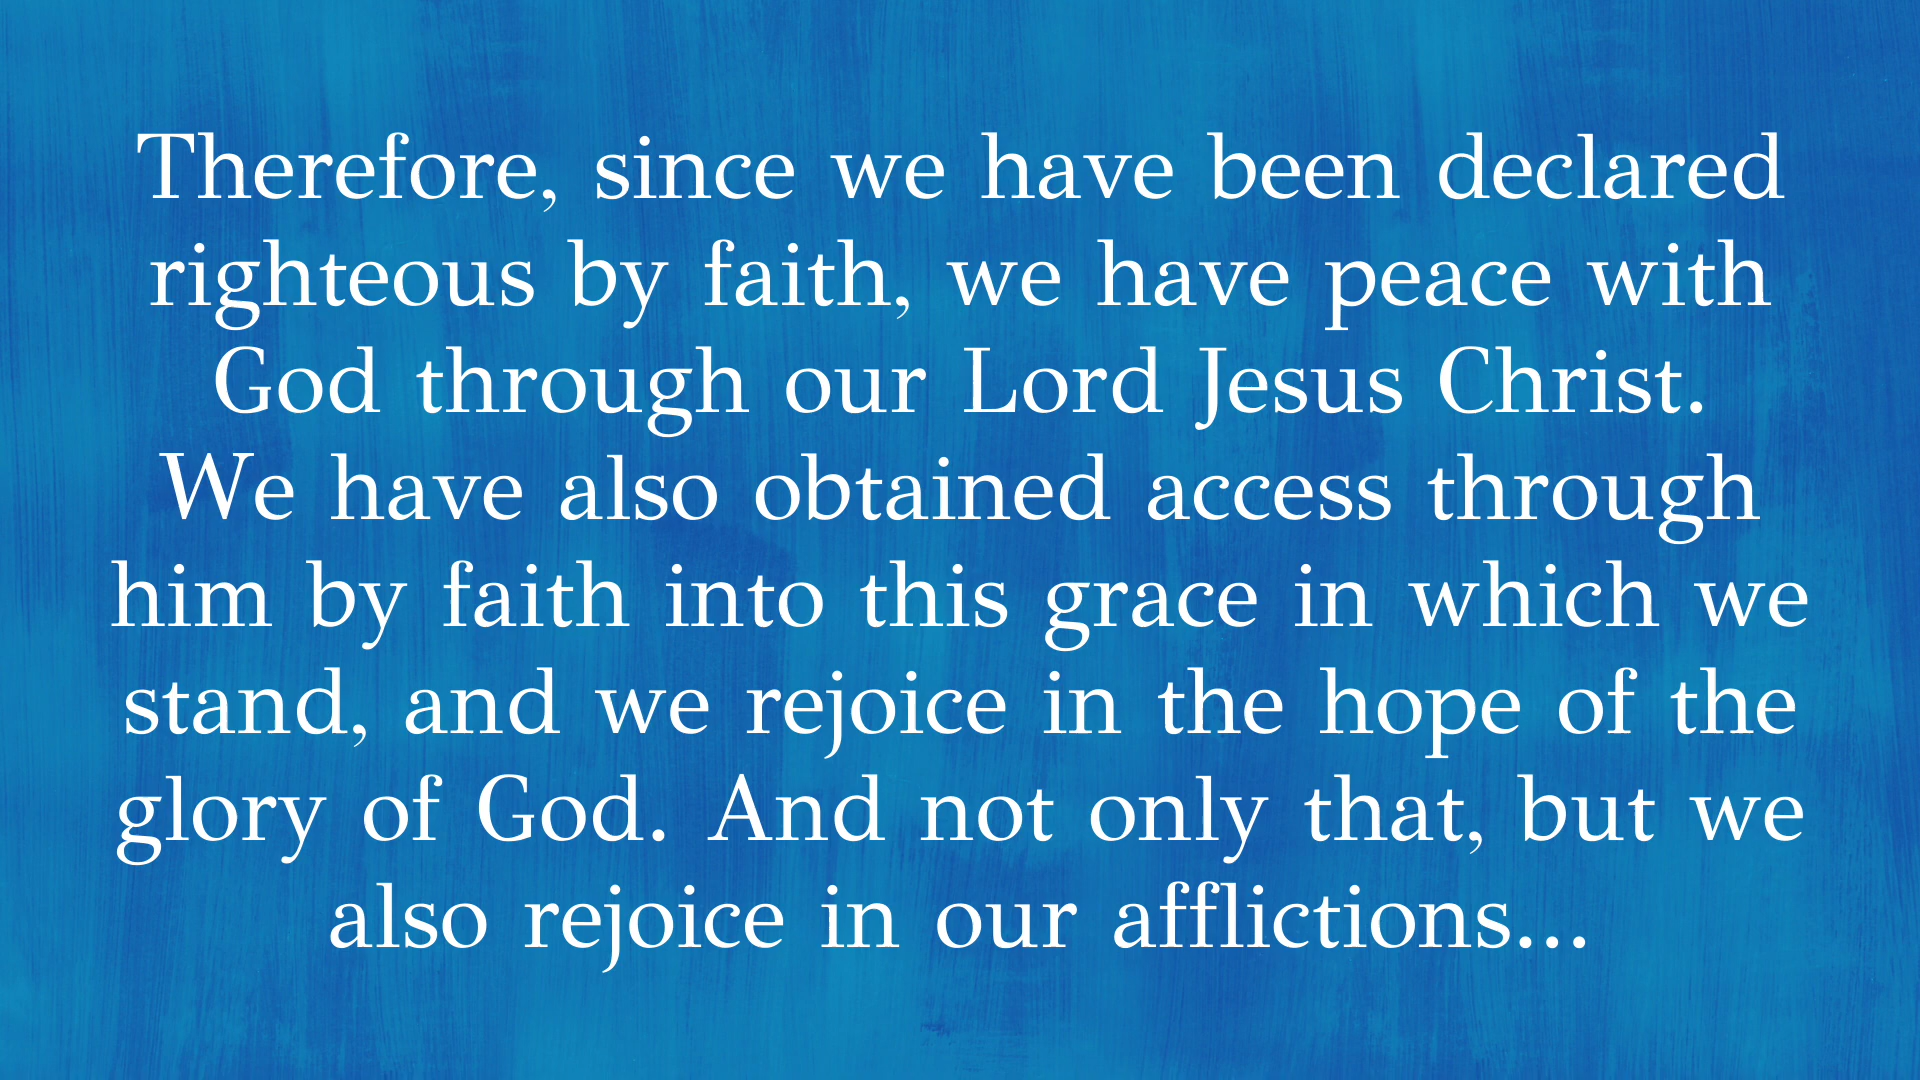 Therefore, since we have been declared
righteous by faith, we have peace with
God through our Lord Jesus Christ.
We have also obtained access through
him by faith into this grace in which we
stand, and we rejoice in the hope of the
glory of God. And not only that, but we
also rejoice in our afflictions...